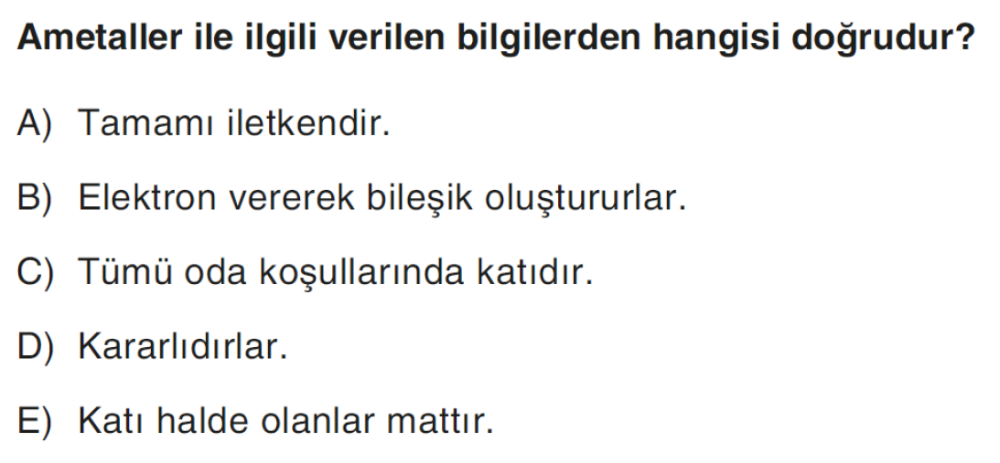 Ametaller ile ilgili verilen bilgilerden hangisi doğrudur?
A) Tamamı iletkendir.
B) Elektron vererek bileşik oluştururlar.
C) Tümü oda koşullarında katıdır.
D) Kararlıdırlar.
E) Katı halde olanlar mattır.